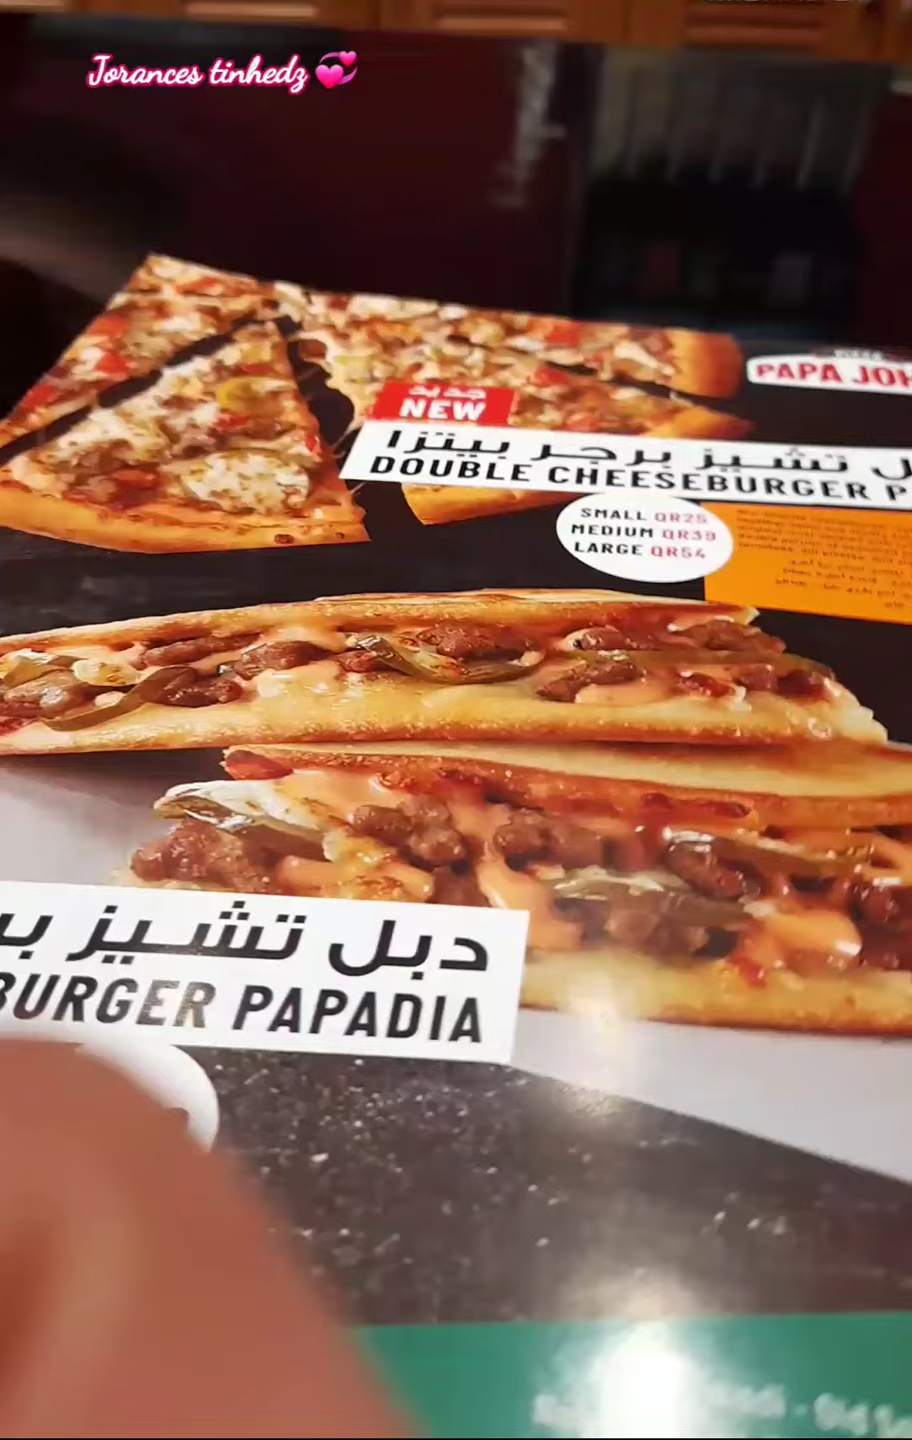 Jorances tinhedz 💞
PAPA JOH
جديد
NEW
ل تشيز برجر بيتزا
DOUBLE CHEESEBURGER P
SMALL QR25
MEDIUM QR39
LARGE QR54
دبل تشيز بـ
BURGER PAPADIA